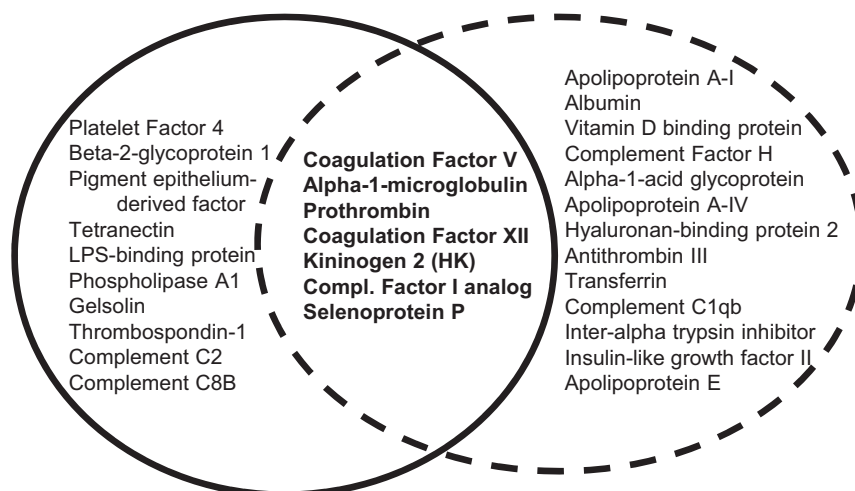 Platelet Factor 4
Beta-2-glycoprotein 1
Pigment epithelium-
derived factor
Tetranectin
LPS-binding protein
Phospholipase A1
Gelsolin
Thrombospondin-1
Complement C2
Complement C8B
Coagulation Factor V
Alpha-1-microglobulin
Prothrombin
Coagulation Factor XII
Kininogen 2 (HK)
Compl. Factor I analog
Selenoprotein P
Apolipoprotein A-I
Albumin
Vitamin D binding protein
Complement Factor H
Alpha-1-acid glycoprotein
Apolipoprotein A-IV
Hyaluronan-binding protein 2
Antithrombin III
Transferrin
Complement C1qb
Inter-alpha trypsin inhibitor
Insulin-like growth factor II
Apolipoprotein E